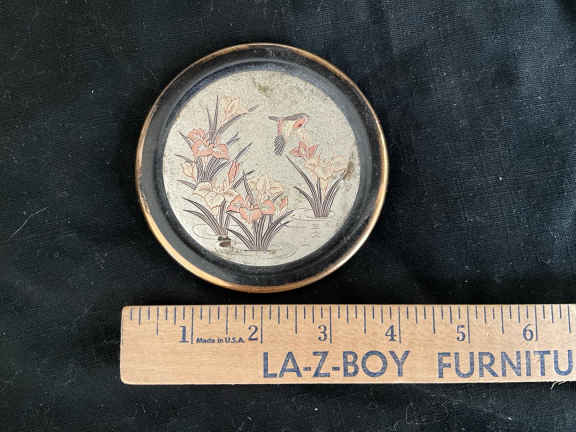 1 2 3 4 5 6
Made in U.S.A.
LA-Z-BOY FURNITU